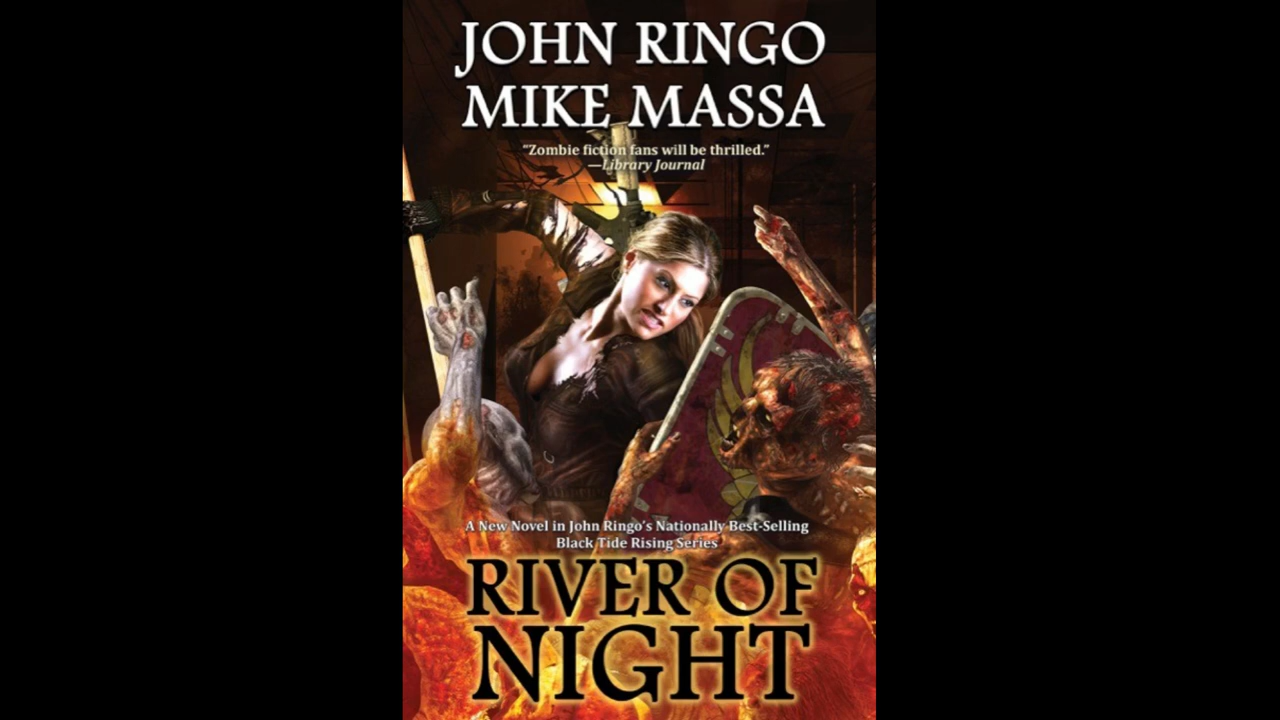 JOHN RINGO
MIKE MASSA
“Zombie fiction fans will be thrilled.”
—Library Journal
A New Novel in John Ringo’s Nationally Best-Selling
Black Tide Rising Series
RIVER OF
NIGHT